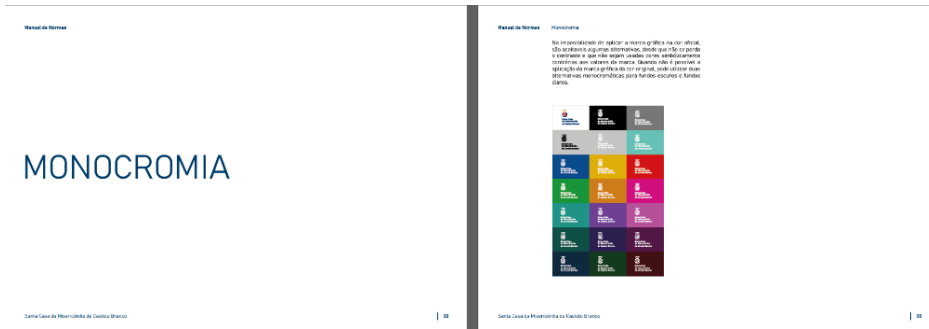 Manual de Normas
MONOCROMIA
Santa Casa da Misericórdia de Castelo Branco
32
Manual de Normas
Monocromia
Na imposibilidade de aplicar a marca gráfica na cor oficial,
são aceitáveis algumas alternativas, desde que não se perda
o contraste e que não sejam usadas cores simbolicamente
contrárias aos valores da marca. Quando não é possível a
aplicação da marca gráfica da cor original, pode utilizar duas
alternativas monocromáticas para fundos escuros e fundos
claros.
Santa Casa da Misericórdia de Castelo Branco
33